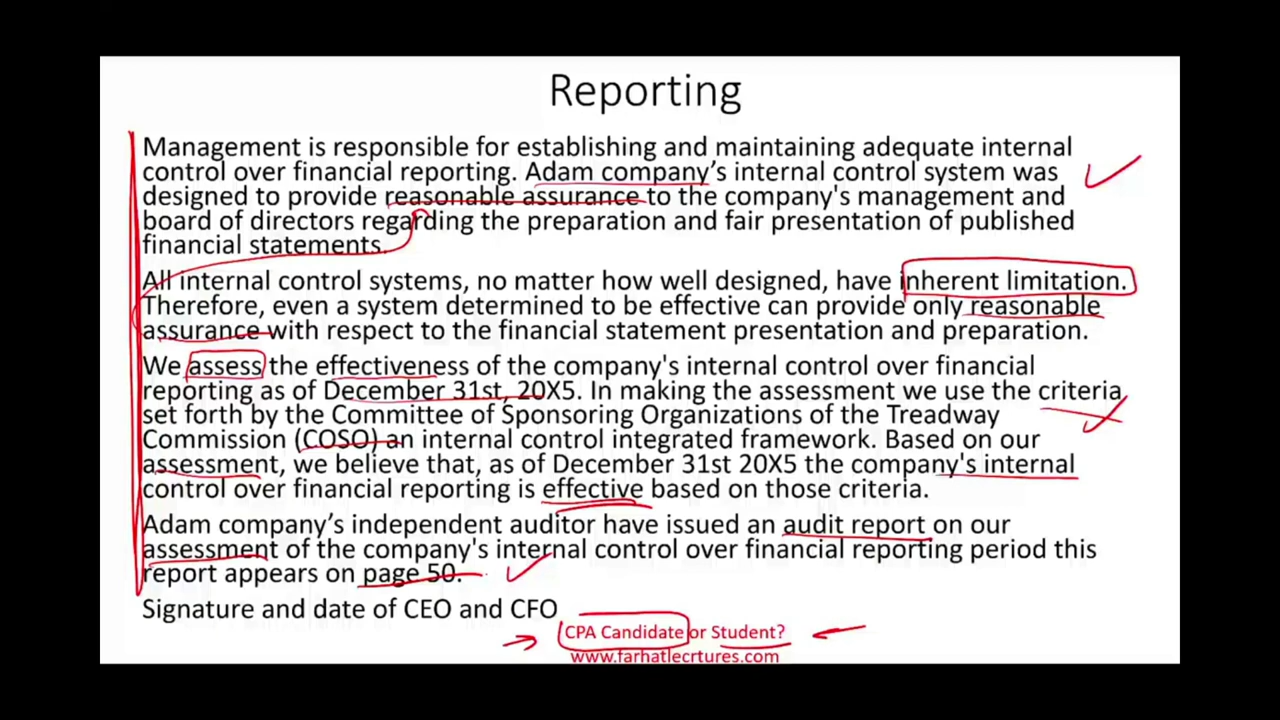 Reporting
Management is responsible for establishing and maintaining adequate internal
control over financial reporting. Adam company's internal control system was
designed to provide reasonable assurance to the company's management and
board of directors regarding the preparation and fair presentation of published
financial statements.
All internal control systems, no matter how well designed, have inherent limitation.
Therefore, even a system determined to be effective can provide only reasonable
assurance with respect to the financial statement presentation and preparation.
We assess the effectiveness of the company's internal control over financial
reporting as of December 31st, 20X5. In making the assessment we use the criteria
set forth by the Committee of Sponsoring Organizations of the Treadway
Commission (COSO) an internal control integrated framework. Based on our
assessment, we believe that, as of December 31st 20X5 the company's internal
control over financial reporting is effective based on those criteria.
Adam company's independent auditor have issued an audit report on our
assessment of the company's internal control over financial reporting period this
report appears on page 50.
Signature and date of CEO and CFO
CPA Candidate or Student?
www.farhatlecrtures.com